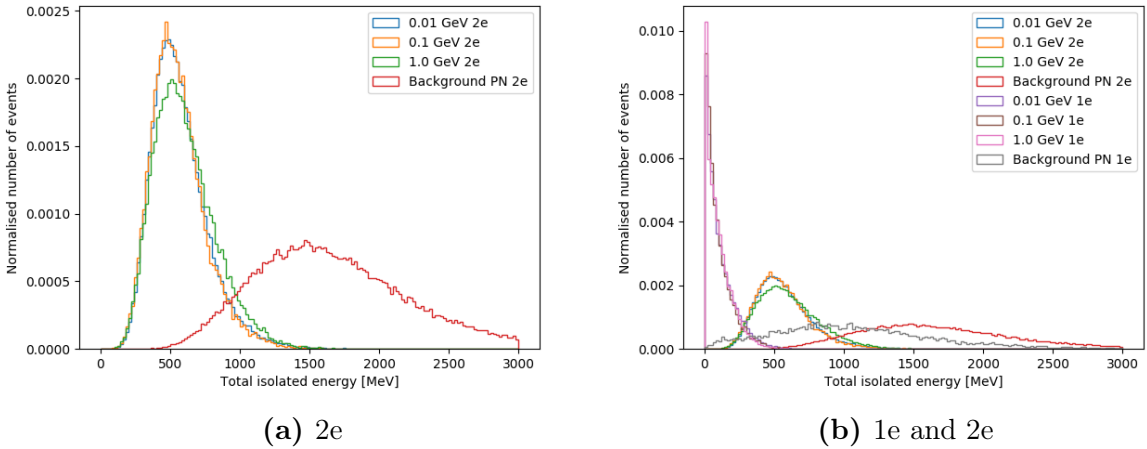 0.0025
0.0020
0.0015
0.0010
0.0005
0.0000
Normalised number of events
0.01 GeV 2e
0.1 GeV 2e
1.0 GeV 2e
Background PN 2e
0 500 1000 1500 2000 2500 3000
Total isolated energy [MeV]
(a) 2e
0.010
0.008
0.006
0.004
0.002
0.000
Normalised number of events
0.01 GeV 2e
0.1 GeV 2e
1.0 GeV 2e
Background PN 2e
0.01 GeV 1e
0.1 GeV 1e
1.0 GeV 1e
Background PN 1e
0 500 1000 1500 2000 2500 3000
Total isolated energy [MeV]
(b) 1e and 2e